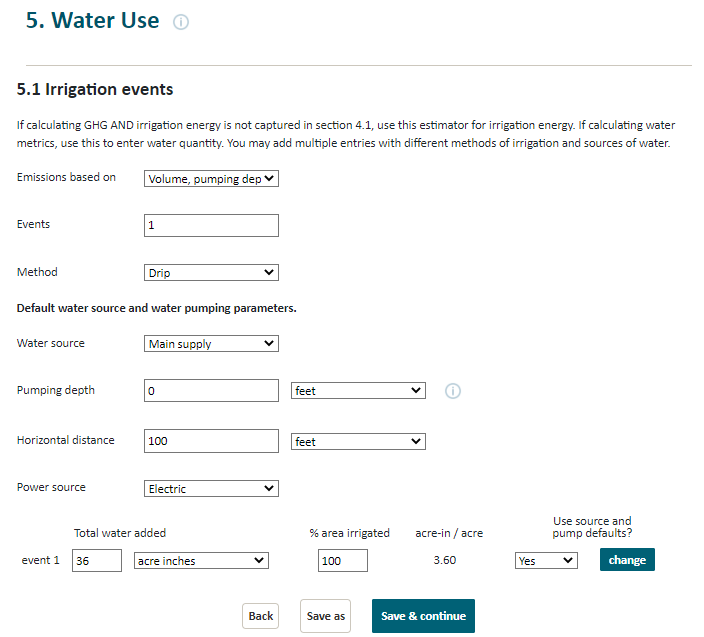 5. Water Use
5.1 Irrigation events
If calculating GHG AND irrigation energy is not captured in section 4.1, use this estimator for irrigation energy. If calculating water
metrics, use this to enter water quantity. You may add multiple entries with different methods of irrigation and sources of water.
Emissions based on Volume, pumping dep
Events 1
Method Drip
Default water source and water pumping parameters.
Water source Main supply
Pumping depth 0 feet
Horizontal distance 100 feet
Power source Electric
Use source and
Total water added % area irrigated acre-in / acre pump defaults?
event 1 36 acre inches 100 3.60 Yes change
Back Save as Save & continue